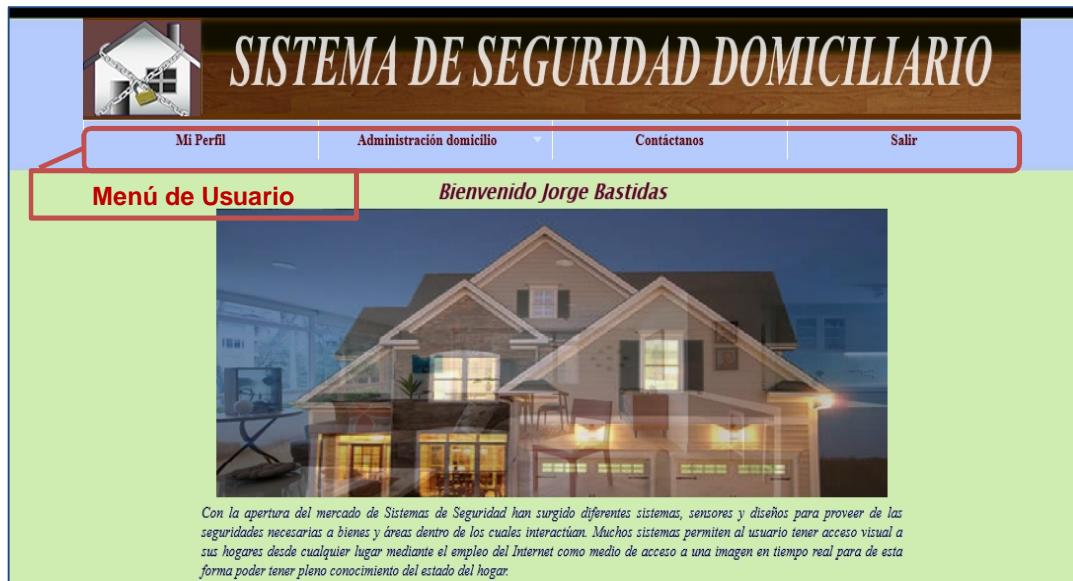 SISTEMA DE SEGURIDAD DOMICILIARIO
Mi Perfil Administración domicilio Contáctanos Salir
Menú de Usuario
Bienvenido Jorge Bastidas
Con la apertura del mercado de Sistemas de Seguridad han surgido diferentes sistemas, sensores y diseños para proveer de las
seguridades necesarias a bienes y áreas dentro de los cuales interactúan. Muchos sistemas permiten al usuario tener acceso visual a
sus hogares desde cualquier lugar mediante el empleo del Internet como medio de acceso a una imagen en tiempo real para de esta
forma poder tener pleno conocimiento del estado del hogar.